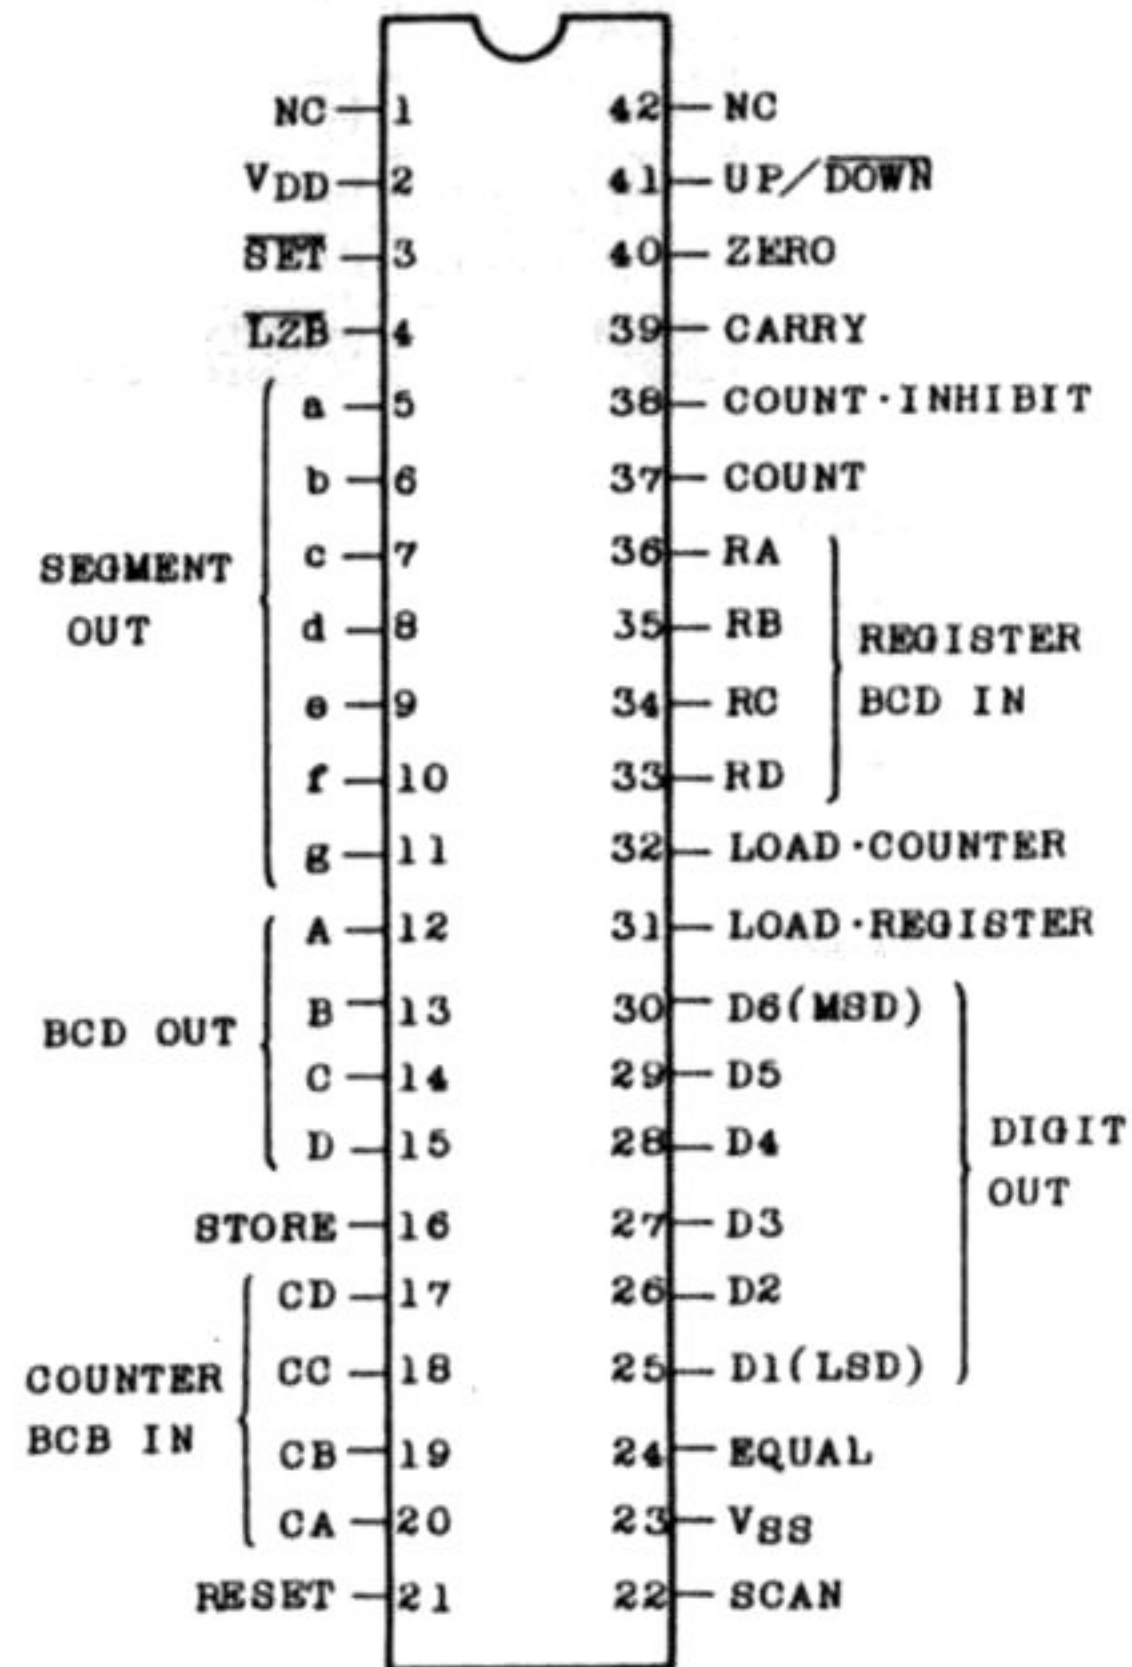 NC 1 42 NC
VDD 2 41 UP/DOWN
SET 3 40 ZERO
LZB 4 39 CARRY
a 5 38 COUNT·INHIBIT
b 6 37 COUNT
c 7 36 RA
SEGMENT
OUT
d 8 35 RB
REGISTER
BCD IN
e 9 34 RC
f 10 33 RD
g 11 32 LOAD·COUNTER
A 12 31 LOAD·REGISTER
B 13 30 D6(MSD)
BCD OUT
C 14 29 D5
D 15 28 D4
DIGIT
OUT
STORE 16 27 D3
CD 17 26 D2
CC 18 25 D1(LSD)
COUNTER
BCB IN
CB 19 24 EQUAL
CA 20 23 VSS
RESET 21 22 SCAN